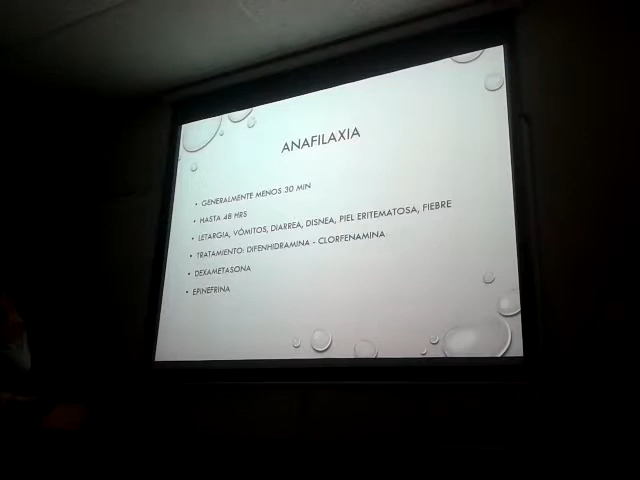 ANAFILAXIA
• GENERALMENTE MENOS 30 MIN
• HASTA 48 HRS
• LETARGIA, VÓMITOS, DIARREA, DISNEA, PIEL ERITEMATOSA, FIEBRE
• TRATAMIENTO: DIFENHIDRAMINA - CLORFENAMINA
• DEXAMETASONA
• EPINEFRINA